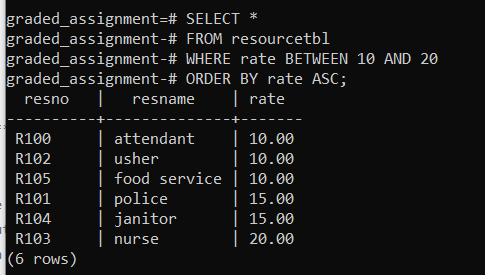 graded_assignment=# SELECT *
graded_assignment-# FROM resourcetbl
graded_assignment-# WHERE rate BETWEEN 10 AND 20
graded_assignment-# ORDER BY rate ASC;
  resno   |   resname    | rate
----------+--------------+-------
 R100     | attendant    | 10.00
 R102     | usher        | 10.00
 R105     | food service | 10.00
 R101     | police       | 15.00
 R104     | janitor      | 15.00
 R103     | nurse        | 20.00
(6 rows)